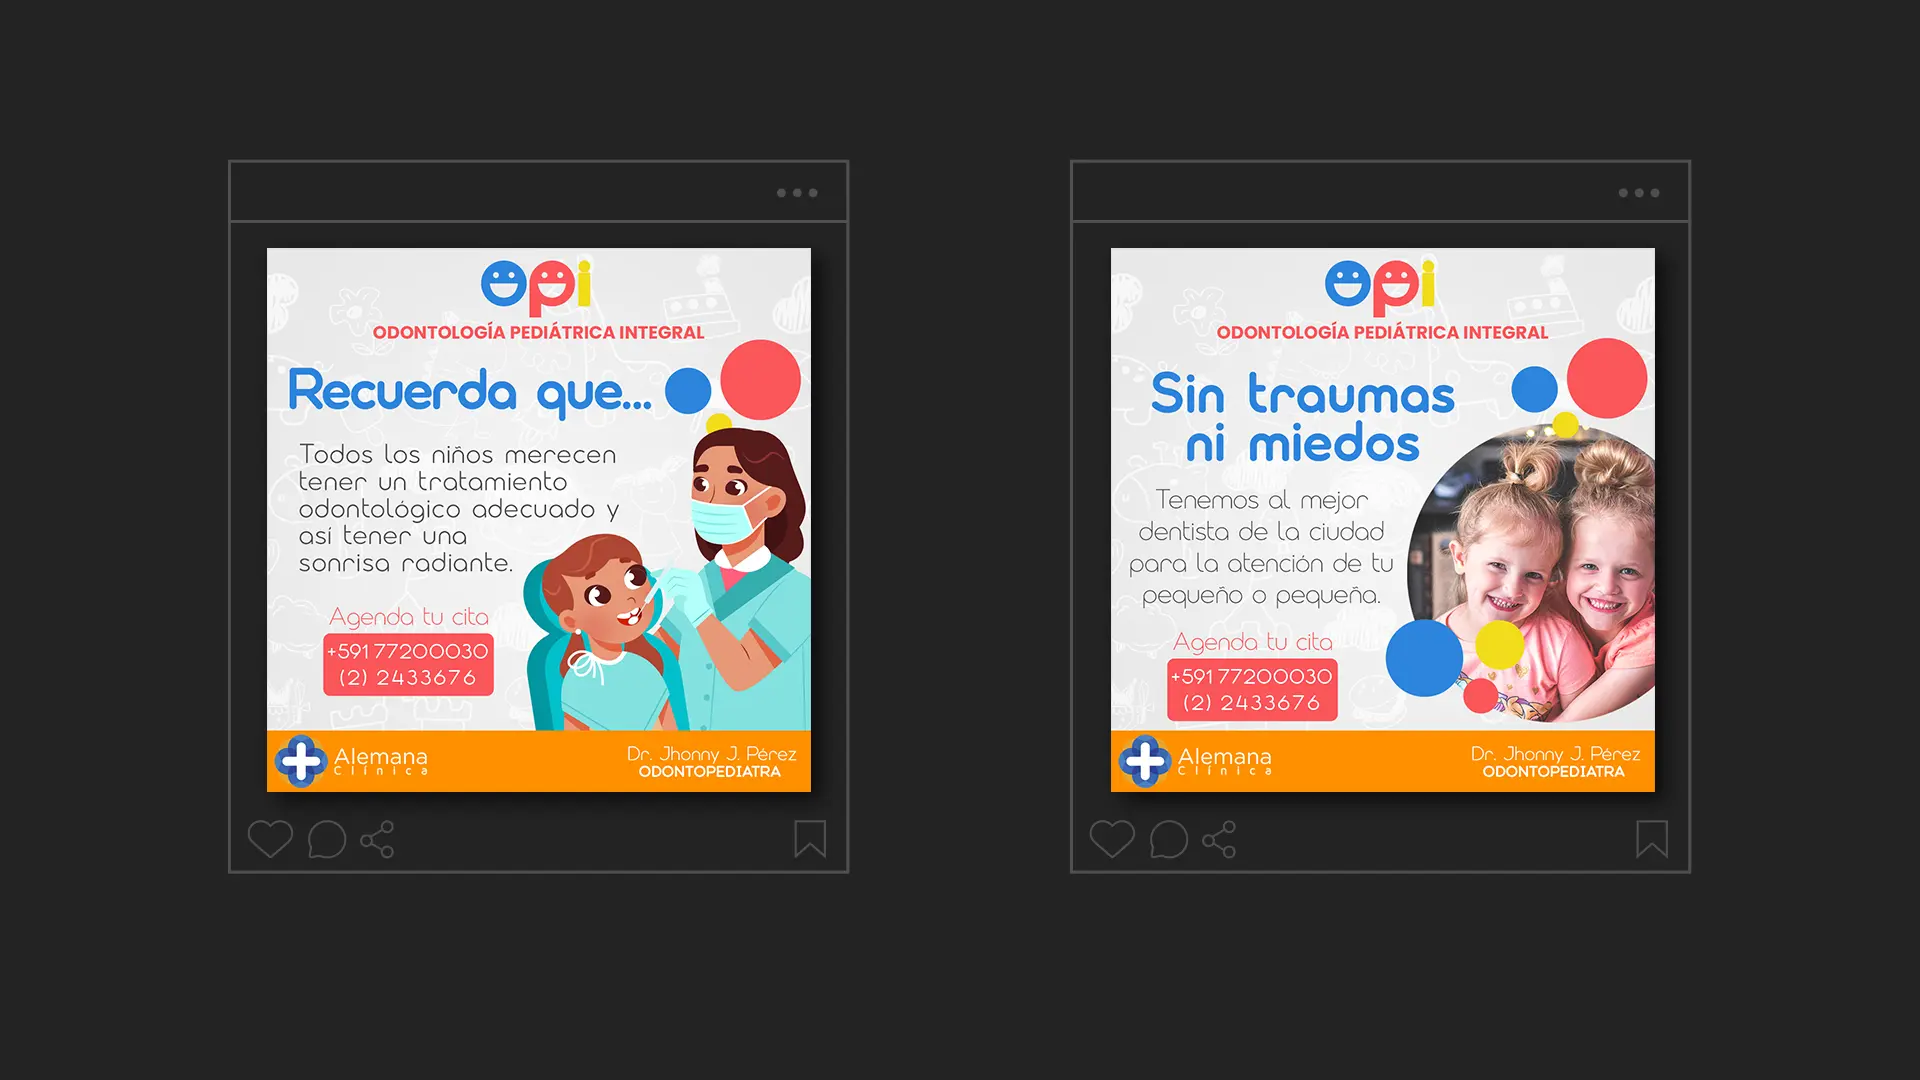 opi
ODONTOLOGÍA PEDIÁTRICA INTEGRAL
Recuerda que...
Todos los niños merecen
tener un tratamiento
odontológico adecuado y
así tener una
sonrisa radiante.
Agenda tu cita
+591 77200030
(2) 2433676
Alemana
Clínica
Dr. Jhonny J. Pérez
ODONTOPEDIATRA
opi
ODONTOLOGÍA PEDIÁTRICA INTEGRAL
Sin traumas
ni miedos
Tenemos al mejor
dentista de la ciudad
para la atención de tu
pequeño o pequeña.
Agenda tu cita
+591 77200030
(2) 2433676
Alemana
Clínica
Dr. Jhonny J. Pérez
ODONTOPEDIATRA